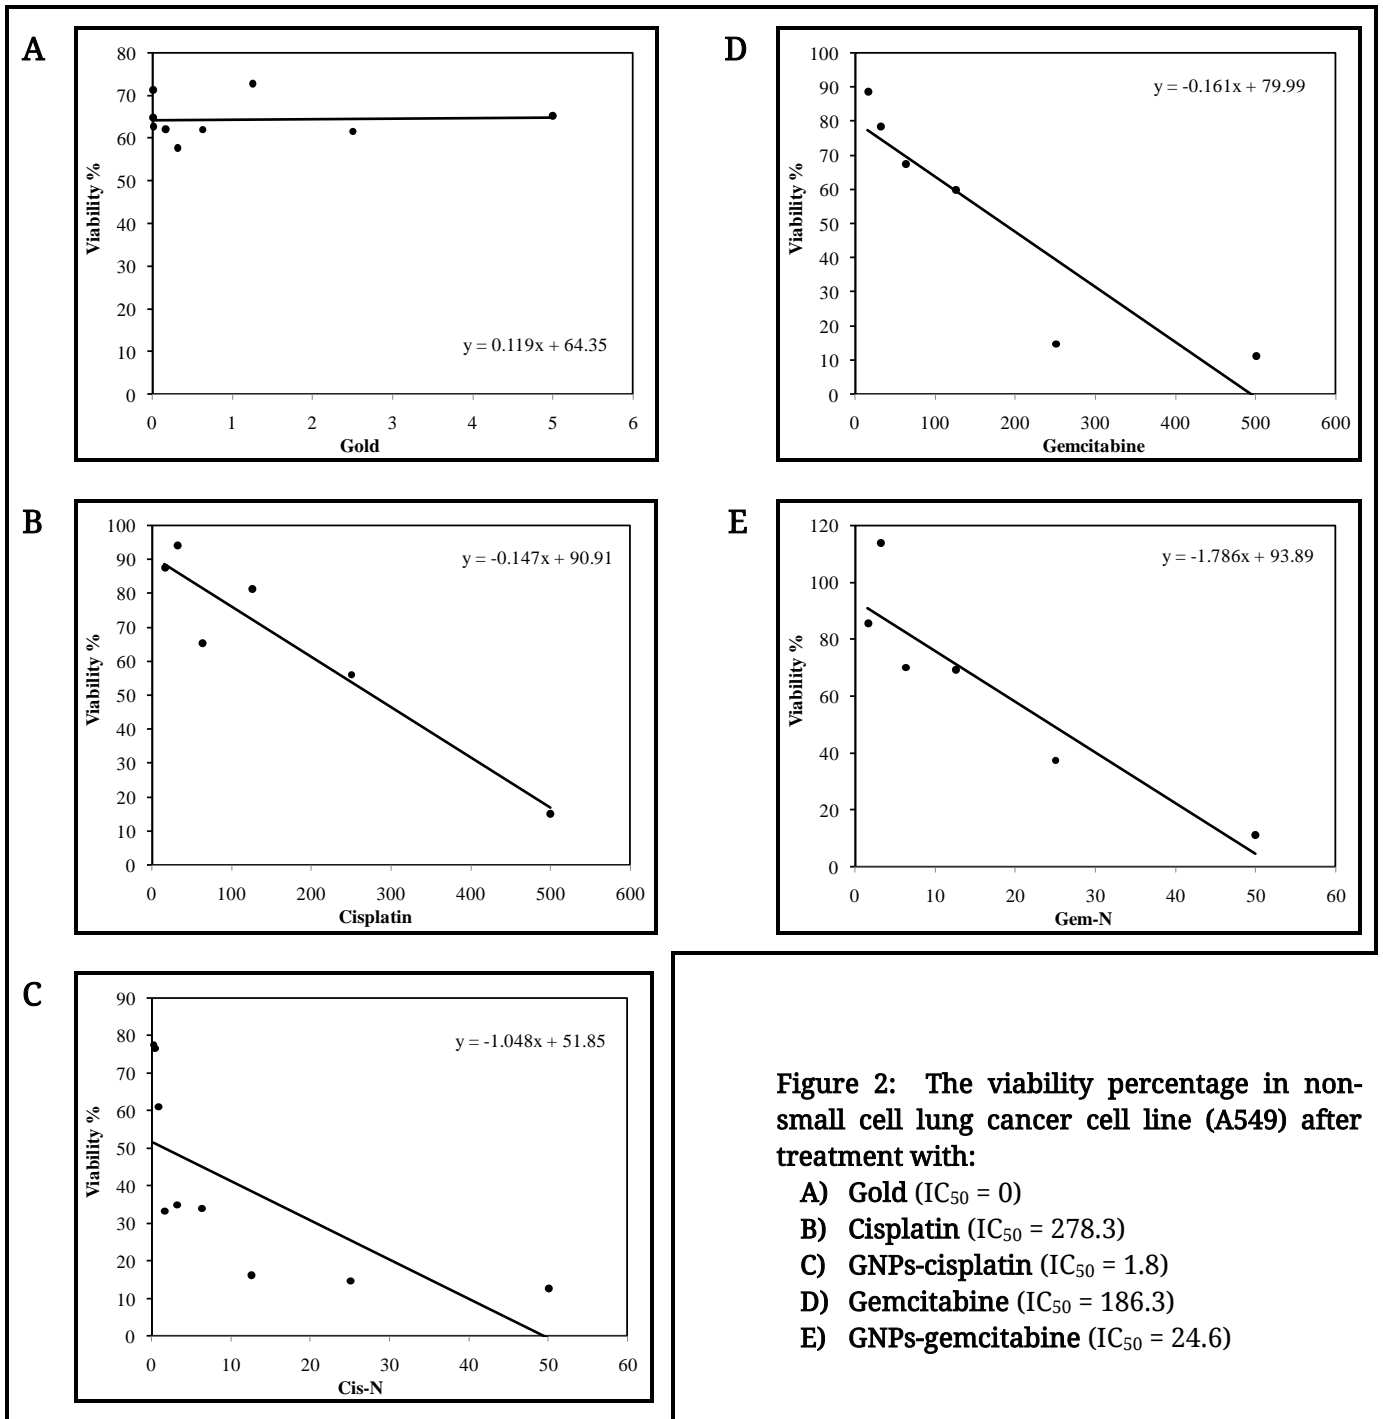 A
80
70
60
50
40
30
20
10
0
Viability %
y = 0.119x + 64.35
0 1 2 3 4 5 6
Gold
D
100
90
80
70
60
50
40
30
20
10
0
Viability %
y = -0.161x + 79.99
0 100 200 300 400 500 600
Gemcitabine
B
100
90
80
70
60
50
40
30
20
10
0
Viability %
y = -0.147x + 90.91
0 100 200 300 400 500 600
Cisplatin
E
120
100
80
60
40
20
0
Viability %
y = -1.786x + 93.89
0 10 20 30 40 50 60
Gem-N
C
90
80
70
60
50
40
30
20
10
0
Viability %
y = -1.048x + 51.85
0 10 20 30 40 50 60
Cis-N
Figure 2: The viability percentage in non-
small cell lung cancer cell line (A549) after
treatment with:
A) Gold (IC₅₀ = 0)
B) Cisplatin (IC₅₀ = 278.3)
C) GNPs-cisplatin (IC₅₀ = 1.8)
D) Gemcitabine (IC₅₀ = 186.3)
E) GNPs-gemcitabine (IC₅₀ = 24.6)